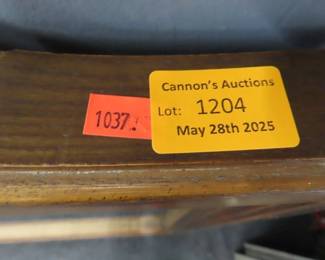 1037.
Cannon's Auctions
Lot: 1204
May 28th 2025